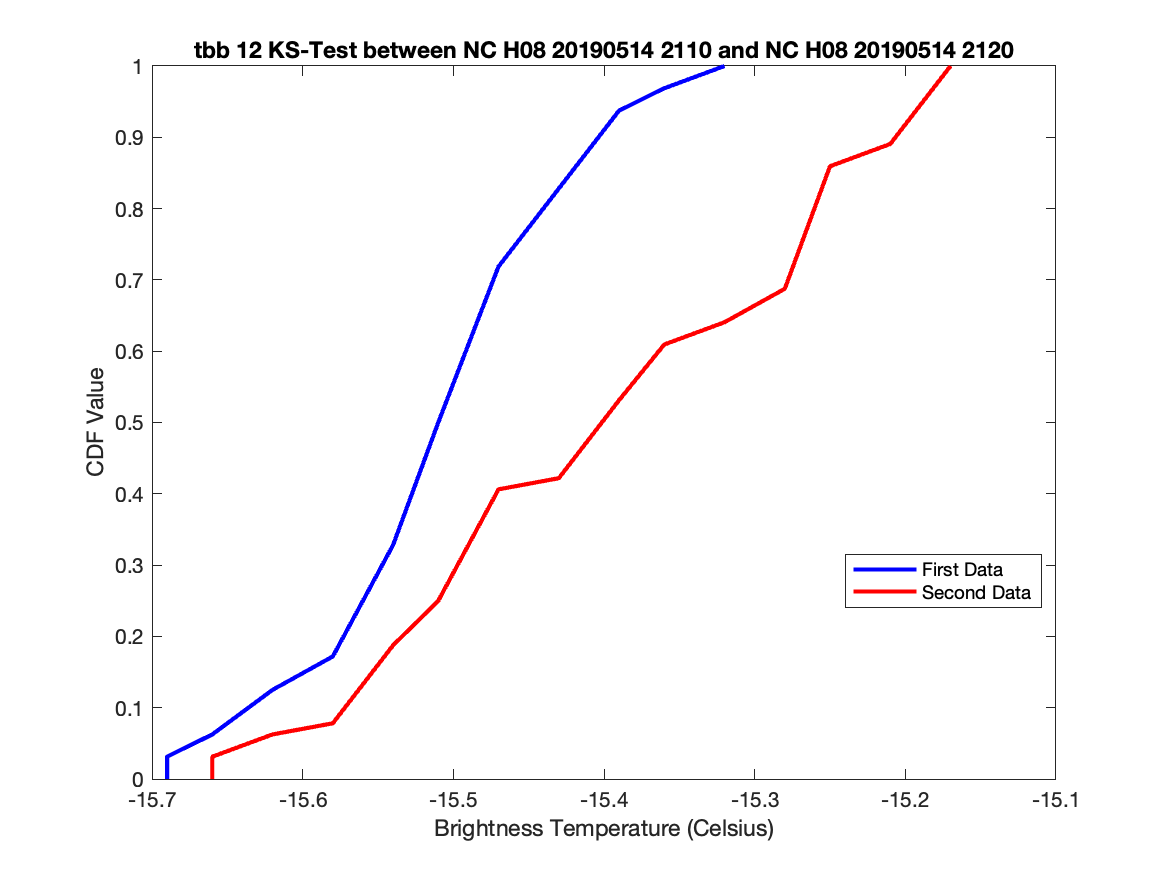 tbb 12 KS-Test between NC H08 20190514 2110 and NC H08 20190514 2120
1
0.9
0.8
0.7
0.6
0.5
0.4
0.3
0.2
0.1
0
CDF Value
First Data
Second Data
-15.7 -15.6 -15.5 -15.4 -15.3 -15.2 -15.1
Brightness Temperature (Celsius)